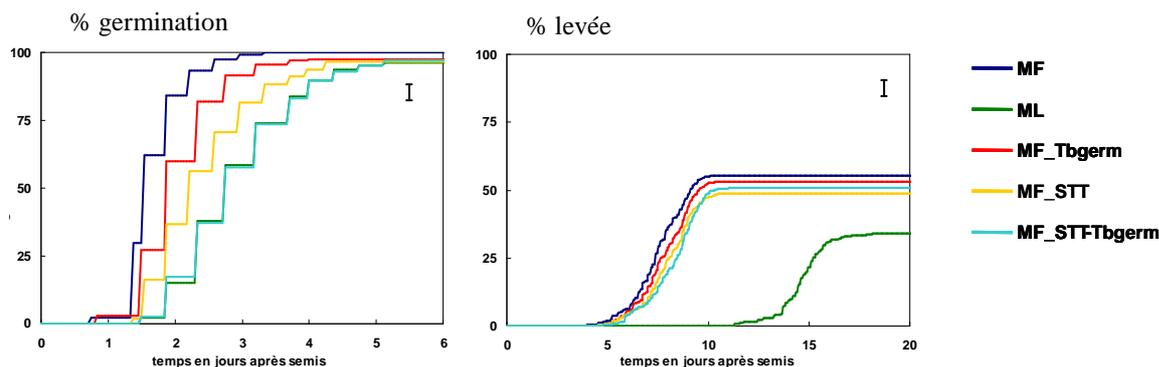 % germination
% levée
100
75
50
25
0
0 1 2 3 4 5 6
temps en jours après semis
100
75
50
25
0
0 5 10 15 20
temps en jours après semis
MF
ML
MF_Tbgerm
MF_STT
MF_STT-Tbgerm